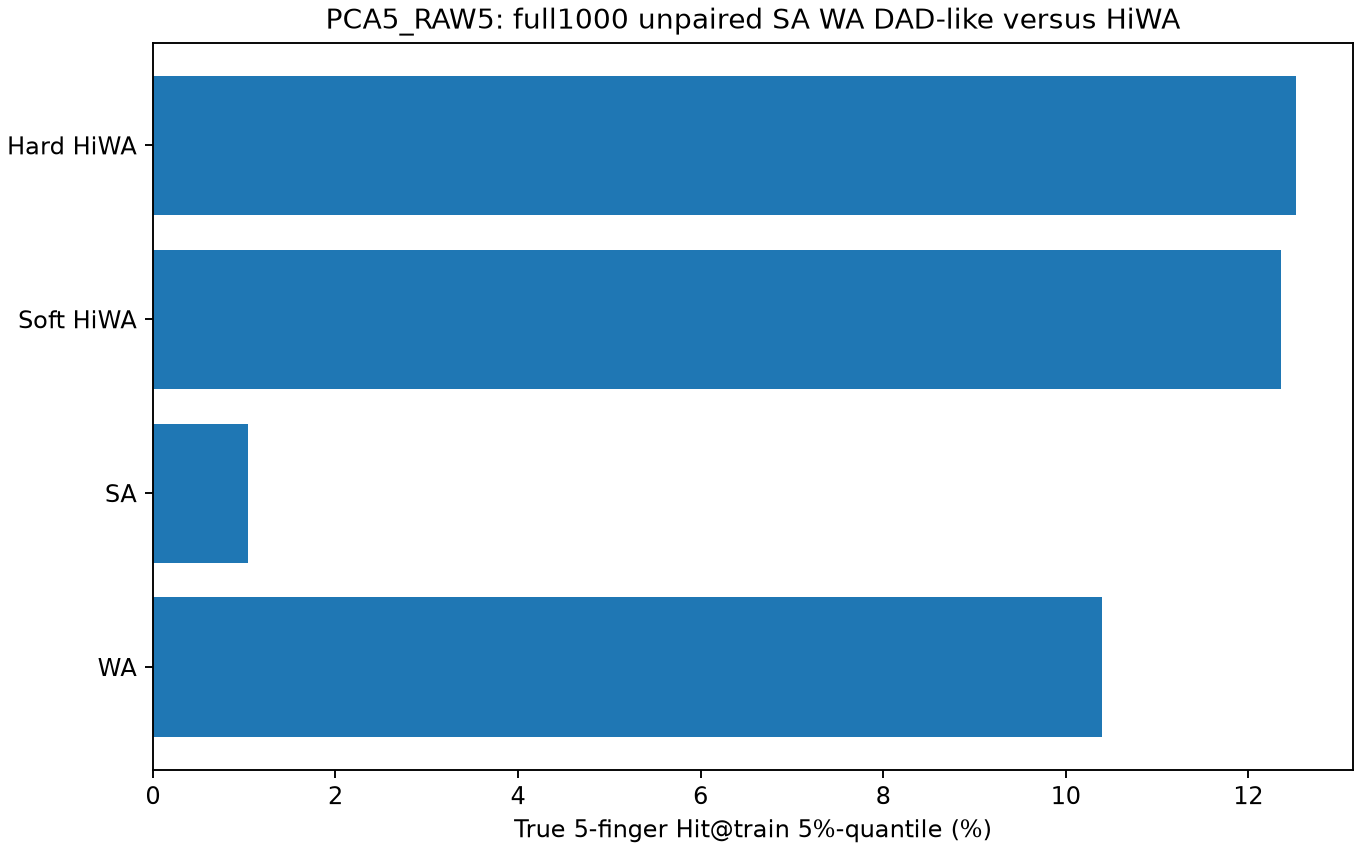 PCA5_RAW5: full1000 unpaired SA WA DAD-like versus HiWA
Hard HiWA
Soft HiWA
SA
WA
0 2 4 6 8 10 12
True 5-finger Hit@train 5%-quantile (%)